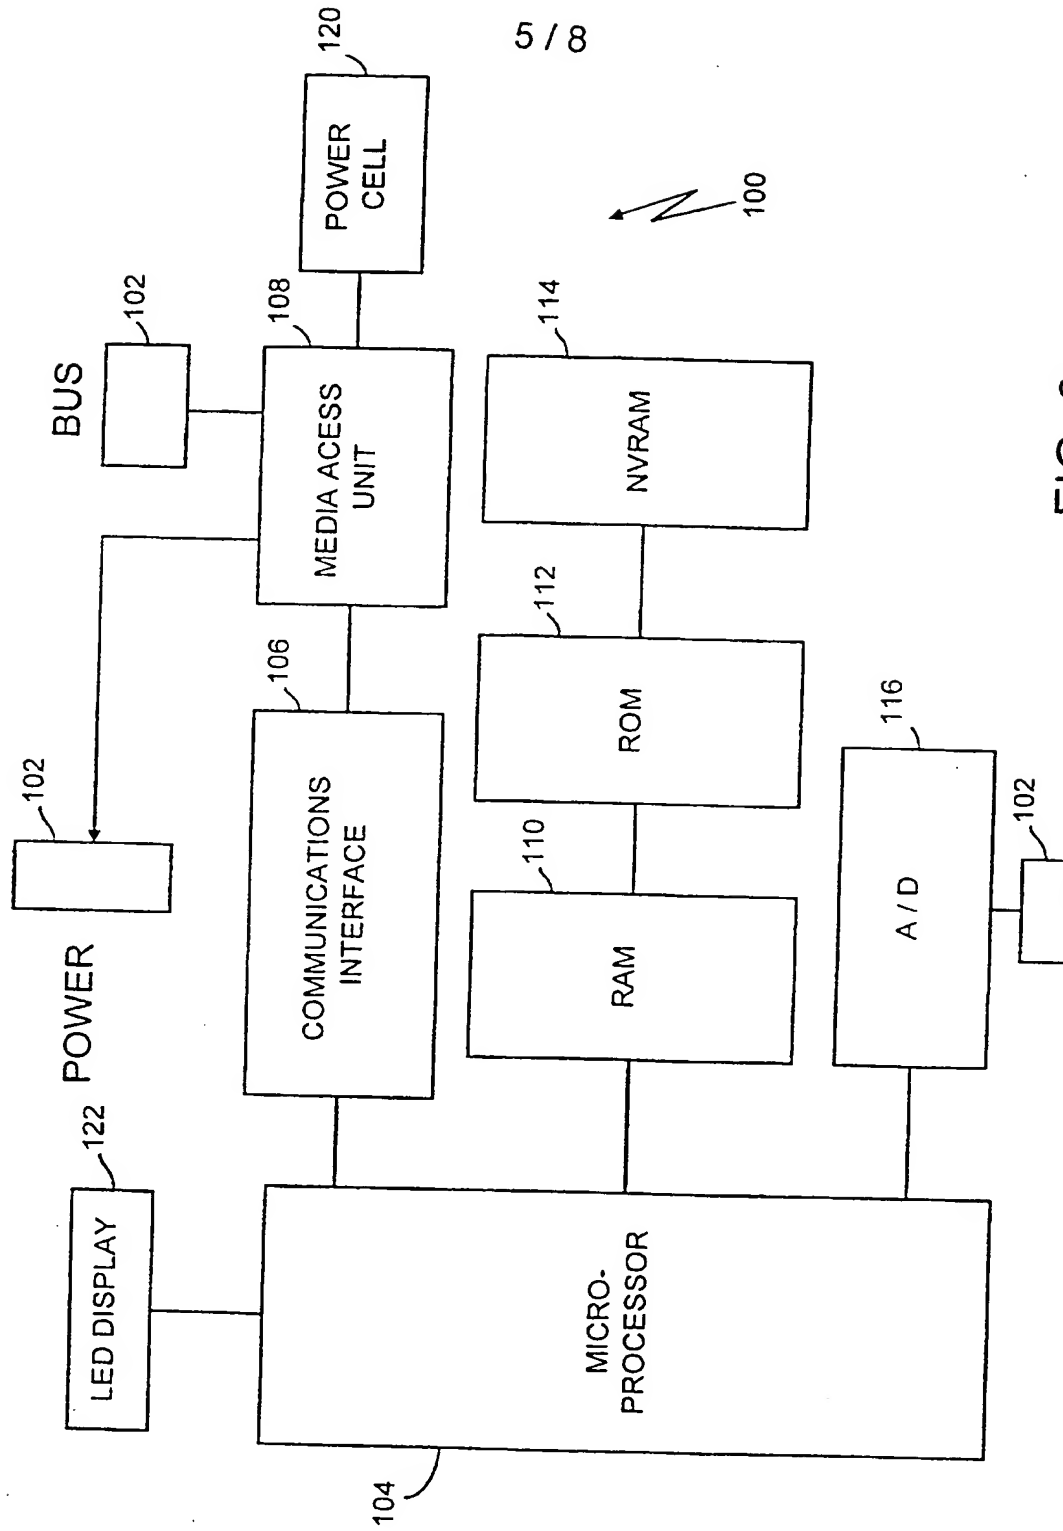 5 / 8
LED DISPLAY
122
POWER
102
BUS
102
104
MICRO-
PROCESSOR
COMMUNICATIONS
INTERFACE
106
MEDIA ACESS
UNIT
108
POWER
CELL
120
RAM
110
ROM
112
NVRAM
114
A / D
116
102
100
FIG.